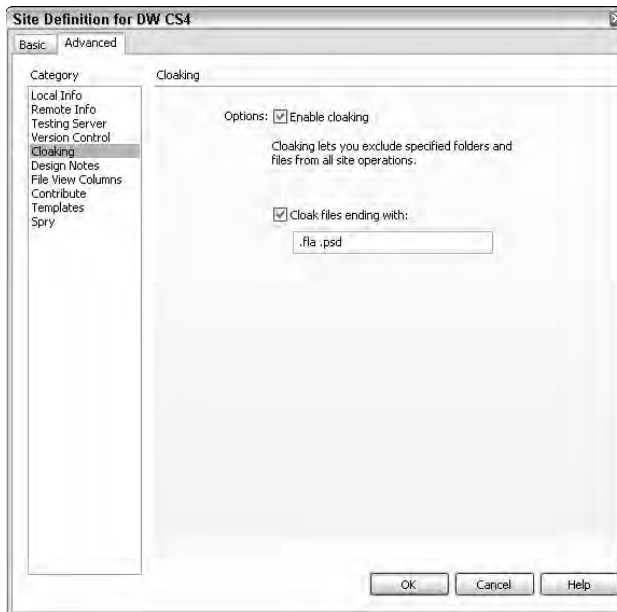 Site Definition for DW CS4
Basic
Advanced
Category
Cloaking
Local Info
Remote Info
Testing Server
Version Control
Cloaking
Design Notes
File View Columns
Contribute
Templates
Spry
Options:
Enable cloaking
Cloaking lets you exclude specified folders and
files from all site operations.
Cloak files ending with:
.fla .psd
OK
Cancel
Help